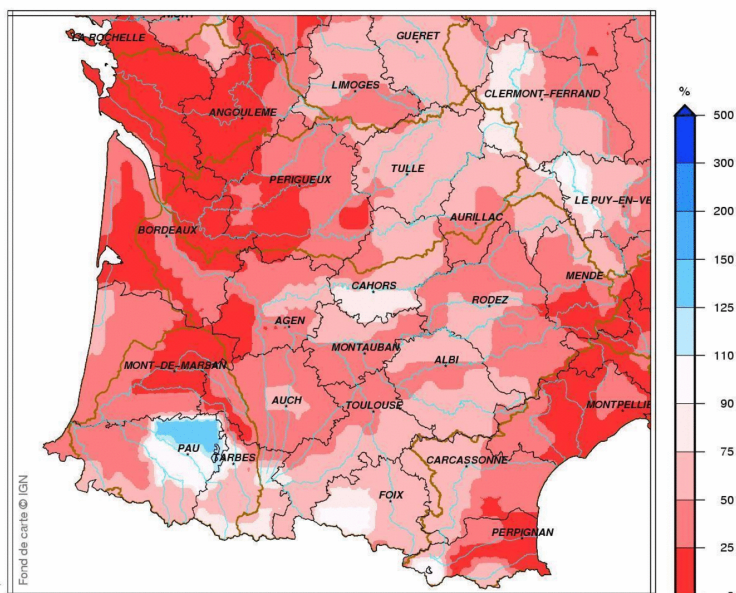 LA ROCHELLE
GUERET
LIMOGES
CLERMONT-FERRAND
ANGOULEME
TULLE
PERIGUEUX
LE PUY-EN-VE
AURILLAC
BORDEAUX
MENDE
CAHORS
RODEZ
AGEN
MONTAUBAN
ALBI
MONT-DE-MARSAN
AUCH
TOULOUSE
MONTPELLIE
PAU
TARBES
CARCASSONNE
FOIX
PERPIGNAN
Fond de carte © IGN
%
500
300
200
150
125
110
90
75
50
25